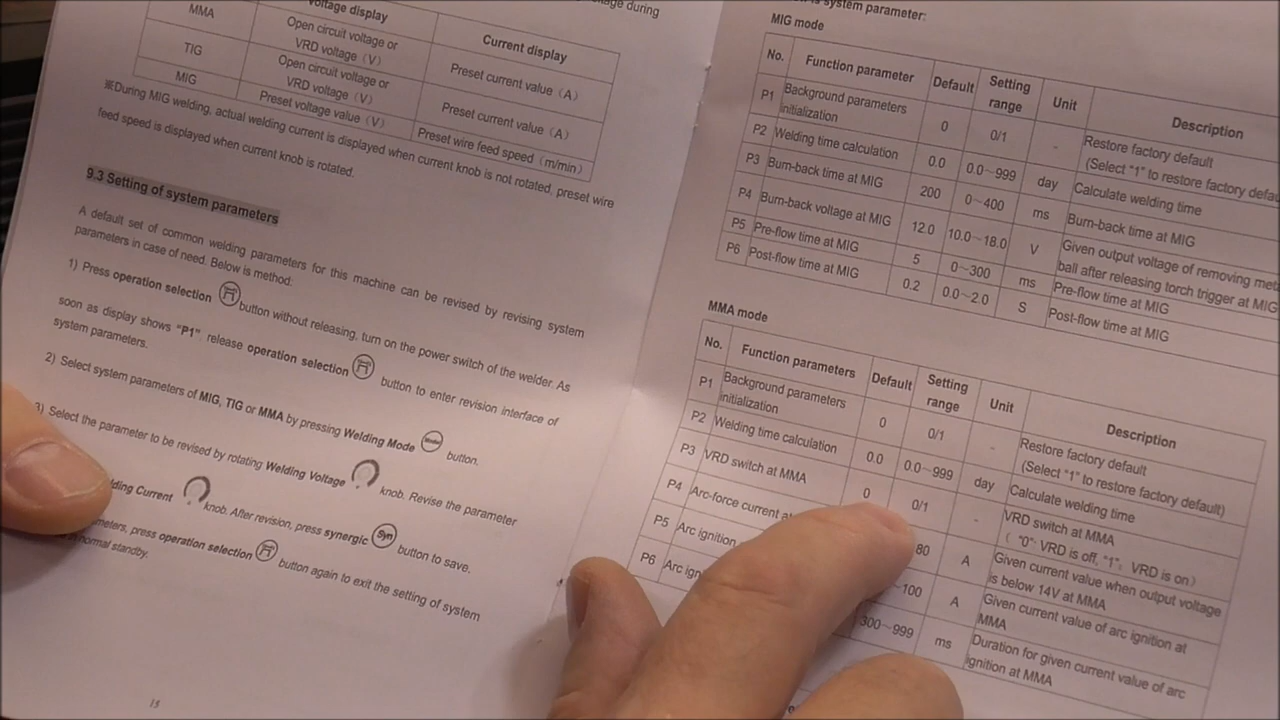 voltage during
Voltage display
Current display
MMA
Open circuit voltage or
VRD voltage（V）
Preset current value（A）
TIG
Open circuit voltage or
VRD voltage（V）
Preset current value（A）
MIG
Preset voltage value（V）
Preset wire feed speed（m/min）
※During MIG welding, actual welding current is displayed when current knob is not rotated, preset wire
feed speed is displayed when current knob is rotated.
9.3 Setting of system parameters
A default set of common welding parameters for this machine can be revised by revising system
parameters in case of need. Below is method:
1) Press operation selection button without releasing, turn on the power switch of the welder. As
soon as display shows "P1", release operation selection button to enter revision interface of
system parameters.
2) Select system parameters of MIG, TIG or MMA by pressing Welding Mode button.
3) Select the parameter to be revised by rotating Welding Voltage knob. Revise the parameter
lding Current knob. After revision, press synergic Syn button to save.
meters, press operation selection button again to exit the setting of system
in normal standby.
15
is system parameter:
MIG mode
No. Function parameter Default Setting range Unit Description
P1 Background parameters initialization 0 0/1 - Restore factory default
(Select "1" to restore factory defa
P2 Welding time calculation 0.0 0.0~999 day Calculate welding time
P3 Burn-back time at MIG 200 0~400 ms Burn-back time at MIG
P4 Burn-back voltage at MIG 12.0 10.0~18.0 V Given output voltage of removing met
ball after releasing torch trigger at MIG
P5 Pre-flow time at MIG 5 0~300 ms Pre-flow time at MIG
P6 Post-flow time at MIG 0.2 0.0~2.0 S Post-flow time at MIG
MMA mode
No. Function parameters Default Setting range Unit Description
P1 Background parameters initialization 0 0/1 - Restore factory default
(Select "1" to restore factory default)
P2 Welding time calculation 0.0 0.0~999 day Calculate welding time
P3 VRD switch at MMA 0 0/1 - VRD switch at MMA
( "0": VRD is off, "1": VRD is on)
P4 Arc-force current at 80 A Given current value when output voltage
is below 14V at MMA
P5 Arc ignition ~100 A Given current value of arc ignition at
MMA
P6 Arc ign 300~999 ms Duration for given current value of arc
ignition at MMA